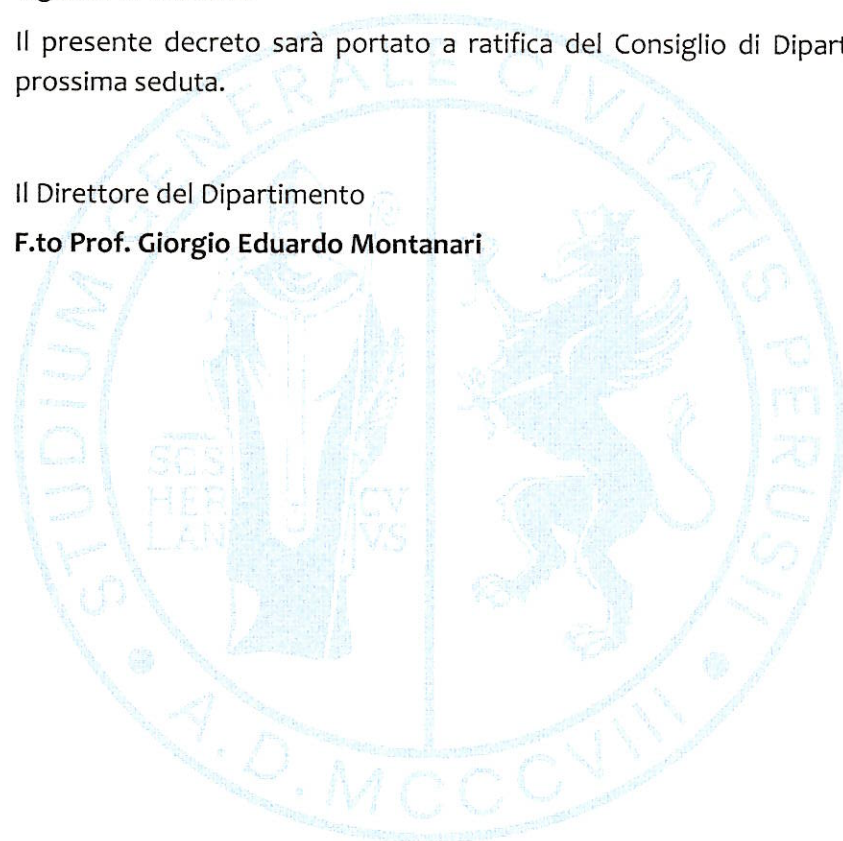 Il presente decreto sarà portato a ratifica del Consiglio di Dipart
prossima seduta.
Il Direttore del Dipartimento
F.to Prof. Giorgio Eduardo Montanari
STUDIUM GENERALE CIVITATIS PERUSII
SCS
HER
LAN
CV
VS
A.D. MCCCVIII